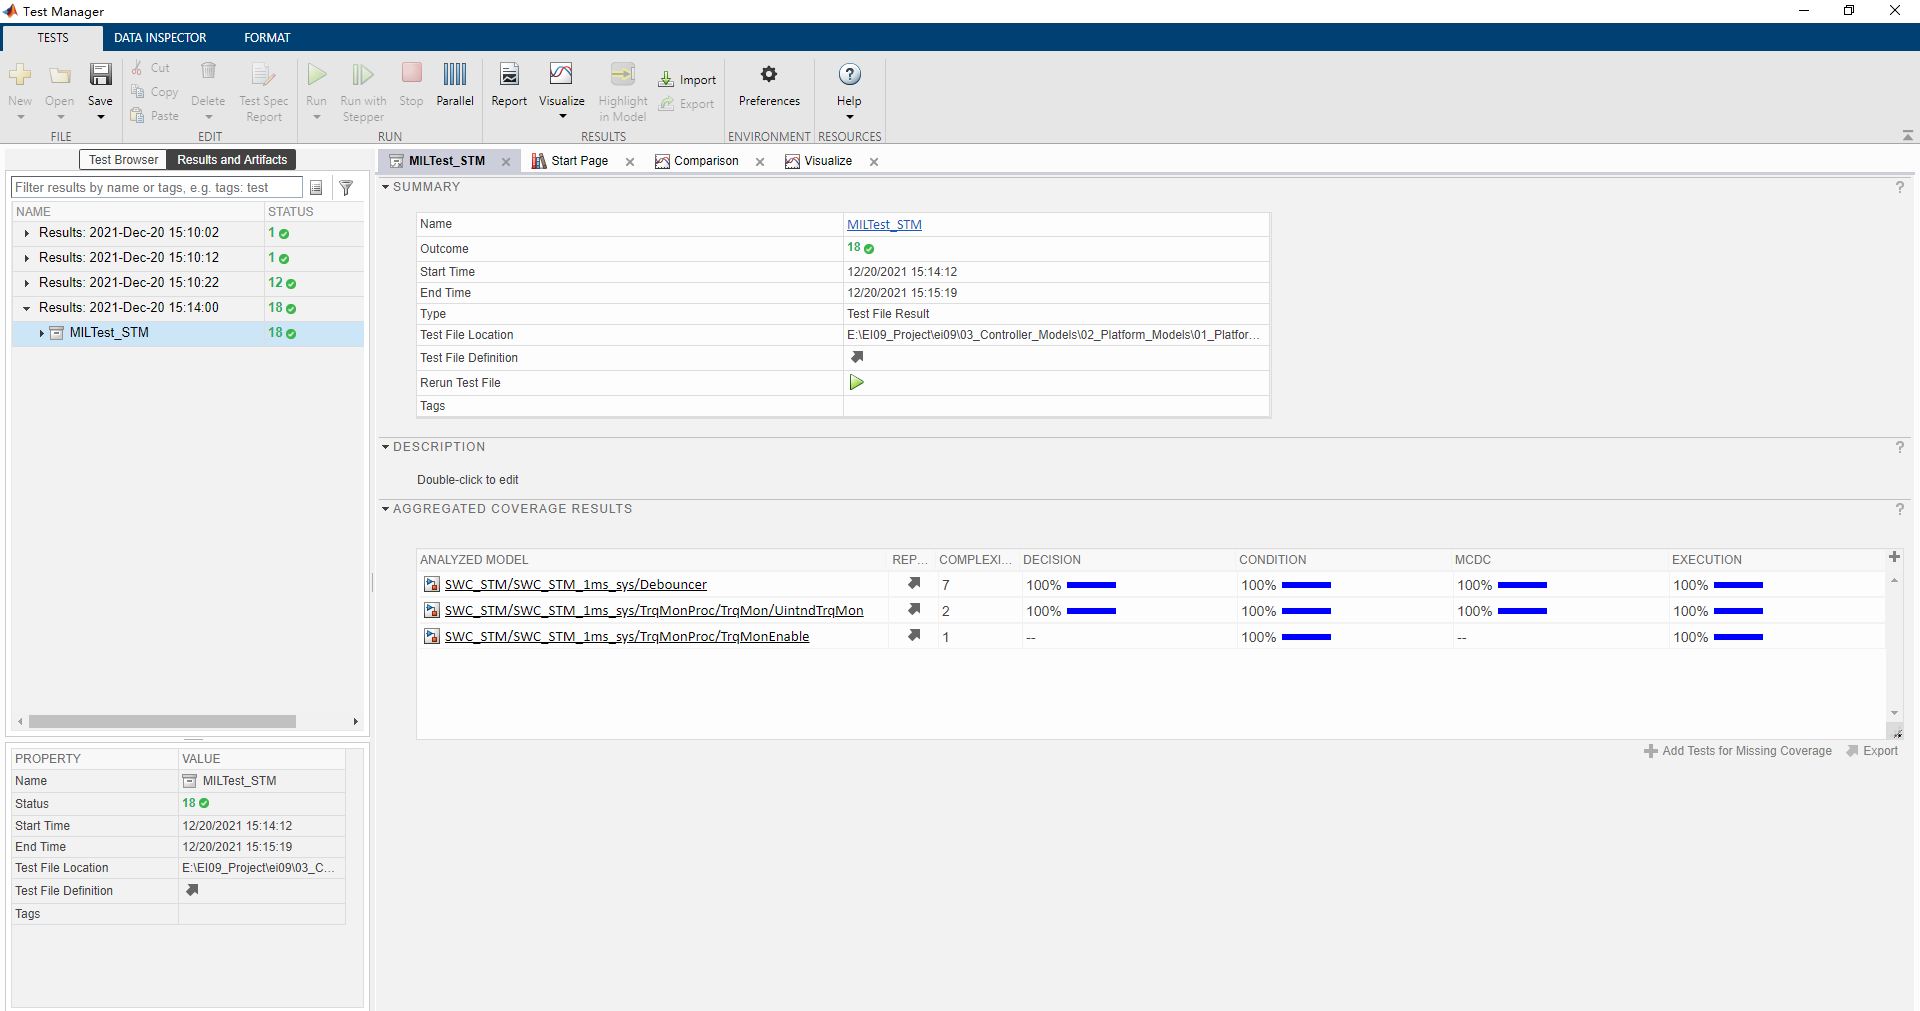 Test Manager
TESTS DATA INSPECTOR FORMAT
New Open Save Cut Copy Paste Delete Test Spec Report Run Run with Stepper Stop Parallel Report Visualize Highlight in Model Import Export Preferences Help
FILE EDIT RUN RESULTS ENVIRONMENT RESOURCES
Test Browser Results and Artifacts
Filter results by name or tags, e.g. tags: test
NAME STATUS
Results: 2021-Dec-20 15:10:02 1
Results: 2021-Dec-20 15:10:12 1
Results: 2021-Dec-20 15:10:22 12
Results: 2021-Dec-20 15:14:00 18
MILTest_STM 18
PROPERTY VALUE
Name MILTest_STM
Status 18
Start Time 12/20/2021 15:14:12
End Time 12/20/2021 15:15:19
Test File Location E:\EI09_Project\ei09\03_C...
Test File Definition
Tags
MILTest_STM Start Page Comparison Visualize
SUMMARY ?
Name MILTest_STM
Outcome 18
Start Time 12/20/2021 15:14:12
End Time 12/20/2021 15:15:19
Type Test File Result
Test File Location E:\EI09_Project\ei09\03_Controller_Models\02_Platform_Models\01_Platfor...
Test File Definition
Rerun Test File
Tags
DESCRIPTION ?
Double-click to edit
AGGREGATED COVERAGE RESULTS ?
ANALYZED MODEL REP... COMPLEXI... DECISION CONDITION MCDC EXECUTION
SWC_STM/SWC_STM_1ms_sys/Debouncer 7 100% 100% 100% 100%
SWC_STM/SWC_STM_1ms_sys/TrqMonProc/TrqMon/UintndTrqMon 2 100% 100% 100% 100%
SWC_STM/SWC_STM_1ms_sys/TrqMonProc/TrqMonEnable 1 -- 100% -- 100%
Add Tests for Missing Coverage Export